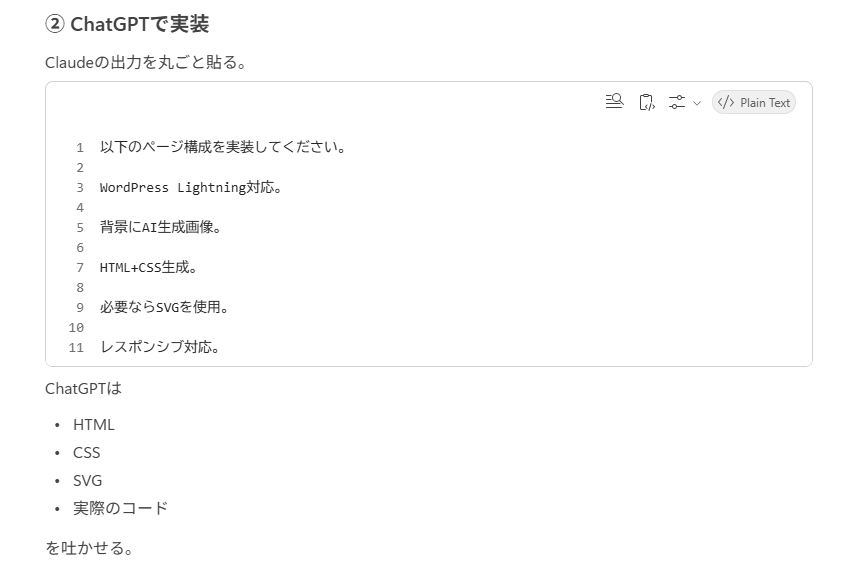 ② ChatGPTで実装
Claudeの出力を丸ごと貼る。
Plain Text
1 以下のページ構成を実装してください。
2
3 WordPress Lightning対応。
4
5 背景にAI生成画像。
6
7 HTML+CSS生成。
8
9 必要ならSVGを使用。
10
11 レスポンシブ対応。
ChatGPTは
• HTML
• CSS
• SVG
• 実際のコード
を吐かせる。